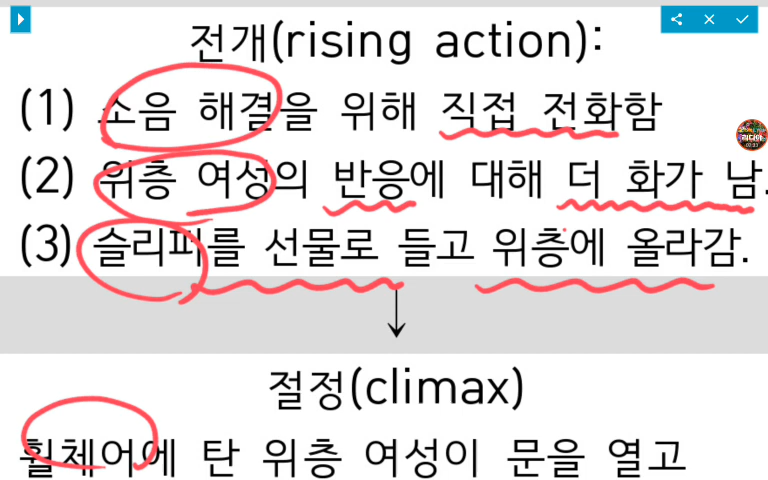 전개(rising action):
(1) 소음 해결을 위해 직접 전화함
(2) 위층 여성의 반응에 대해 더 화가 남.
(3) 슬리퍼를 선물로 들고 위층에 올라감.
절정(climax)
휠체어에 탄 위층 여성이 문을 열고